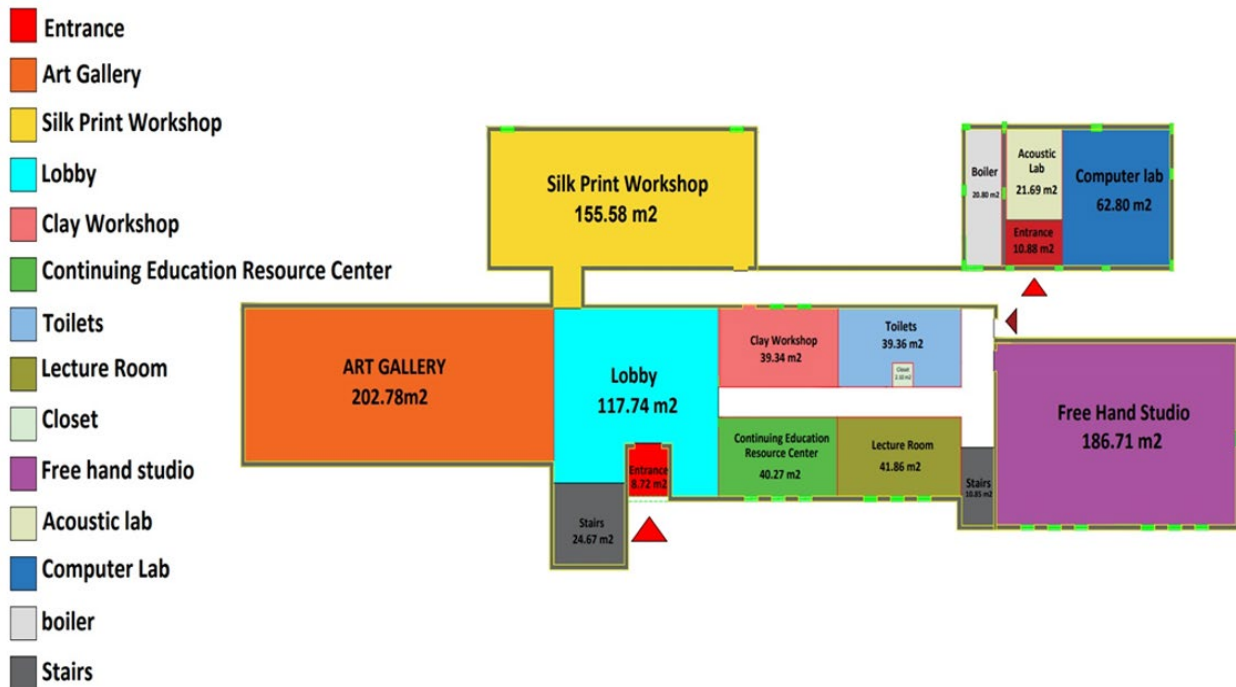 Entrance
Art Gallery
Silk Print Workshop
Lobby
Clay Workshop
Continuing Education Resource Center
Toilets
Lecture Room
Closet
Free hand studio
Acoustic lab
Computer Lab
boiler
Stairs
Silk Print Workshop
155.58 m2
Boiler
20.80 m2
Acoustic
Lab
21.69 m2
Entrance
10.88 m2
Computer lab
62.80 m2
ART GALLERY
202.78m2
Lobby
117.74 m2
Clay Workshop
39.34 m2
Toilets
39.36 m2
Closet
Continuing Education
Resource Center
40.27 m2
Lecture Room
41.86 m2
Free Hand Studio
186.71 m2
Entrance
8.72 m2
Stairs
24.67 m2
Stairs
10.85 m2